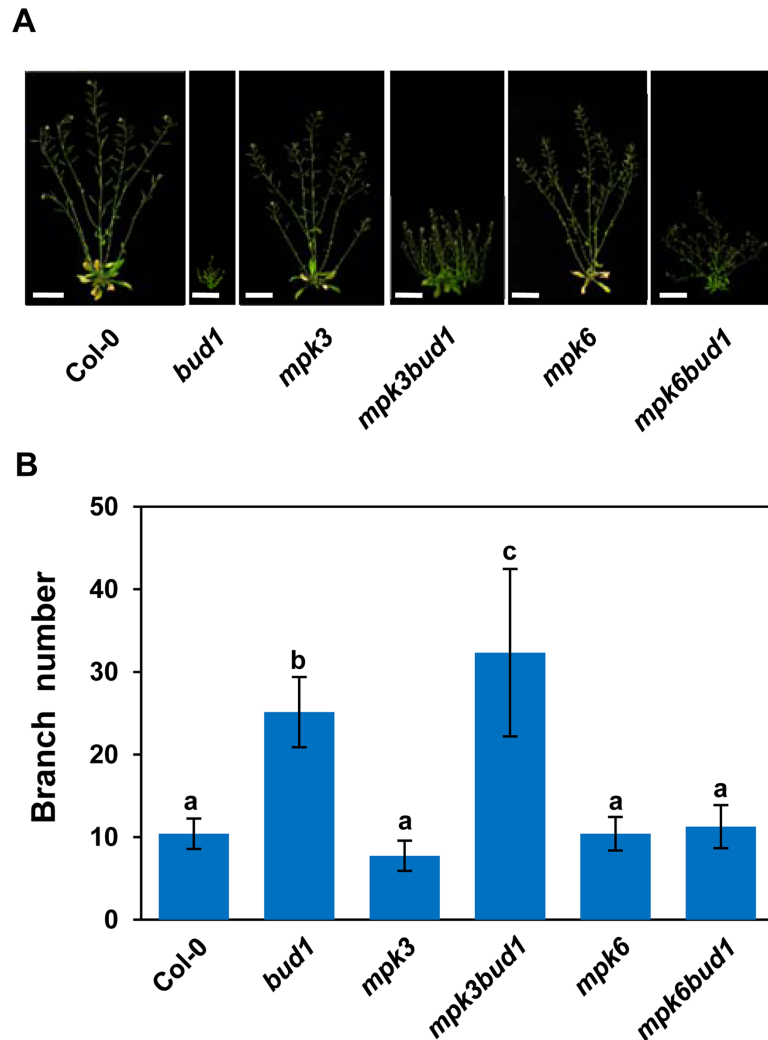 A
Col-0
bud1
mpk3
mpk3bud1
mpk6
mpk6bud1
B
Branch number
50
40
30
20
10
0
a
b
a
c
a
a
Col-0
bud1
mpk3
mpk3bud1
mpk6
mpk6bud1